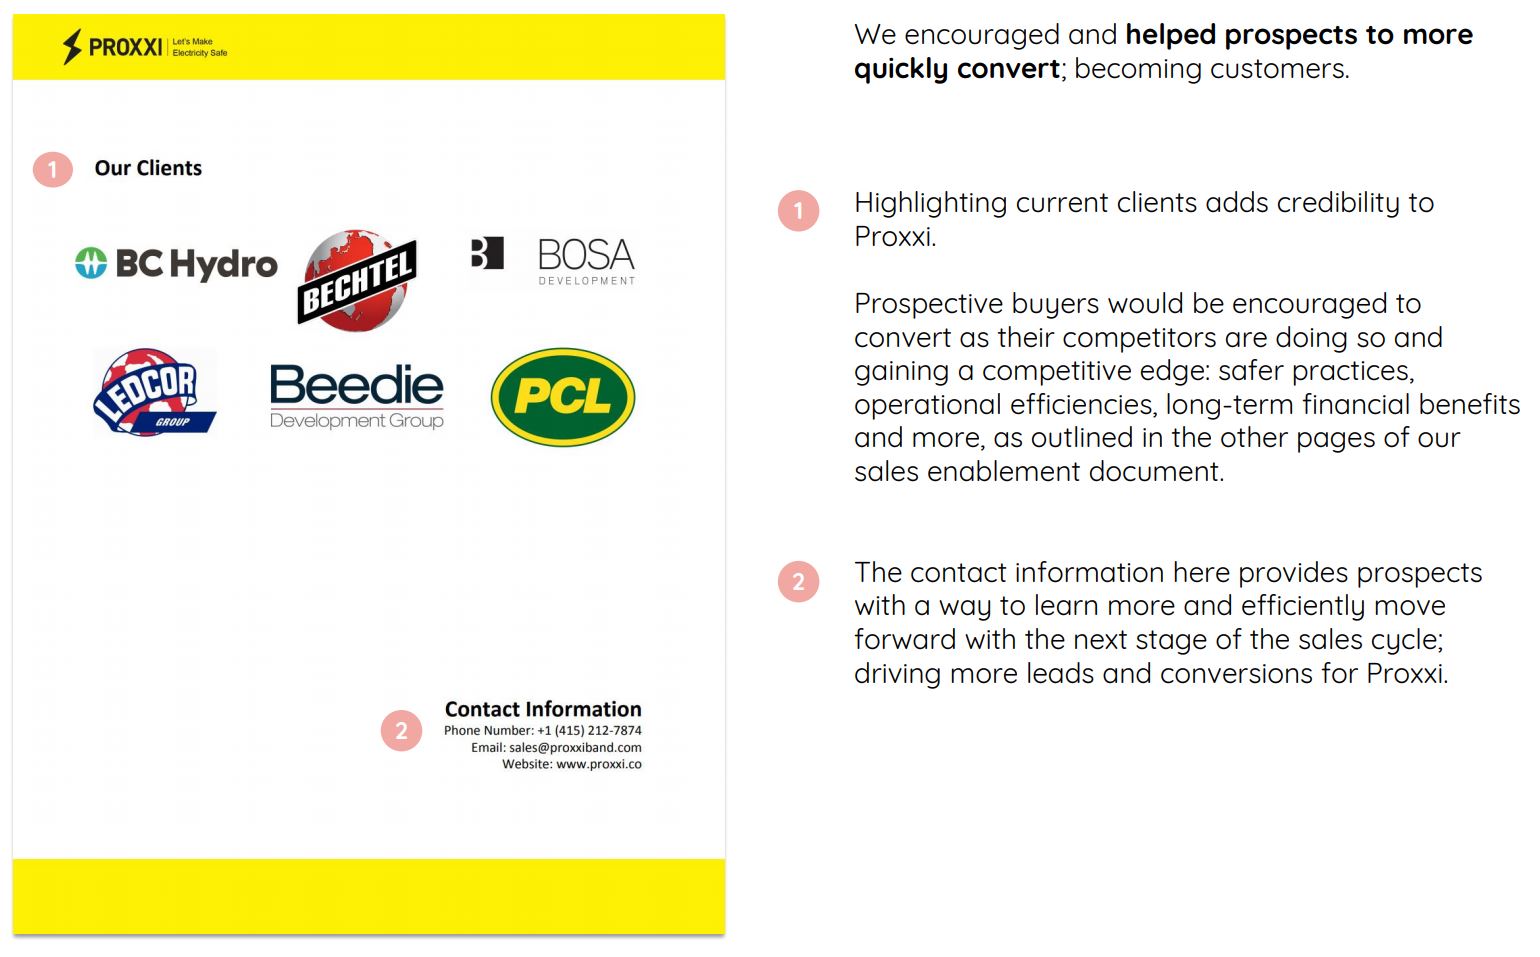 PROXXI
Let's Make
Electricity Safe
1
Our Clients
BC Hydro
BECHTEL
B
BOSA
DEVELOPMENT
LEDCOR
GROUP
Beedie
Development Group
PCL
2
Contact Information
Phone Number: +1 (415) 212-7874
Email: sales@proxxiband.com
Website: www.proxxi.co
We encouraged and helped prospects to more
quickly convert; becoming customers.
1
Highlighting current clients adds credibility to
Proxxi.
Prospective buyers would be encouraged to
convert as their competitors are doing so and
gaining a competitive edge: safer practices,
operational efficiencies, long-term financial benefits
and more, as outlined in the other pages of our
sales enablement document.
2
The contact information here provides prospects
with a way to learn more and efficiently move
forward with the next stage of the sales cycle;
driving more leads and conversions for Proxxi.